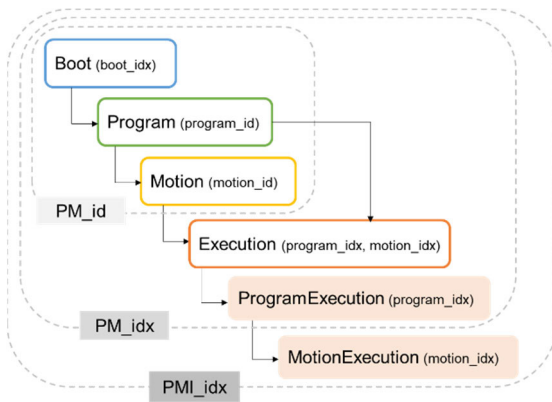 Boot (boot_idx)
Program (program_id)
Motion (motion_id)
PM_id
Execution (program_idx, motion_idx)
ProgramExecution (program_idx)
PM_idx
MotionExecution (motion_idx)
PMI_idx